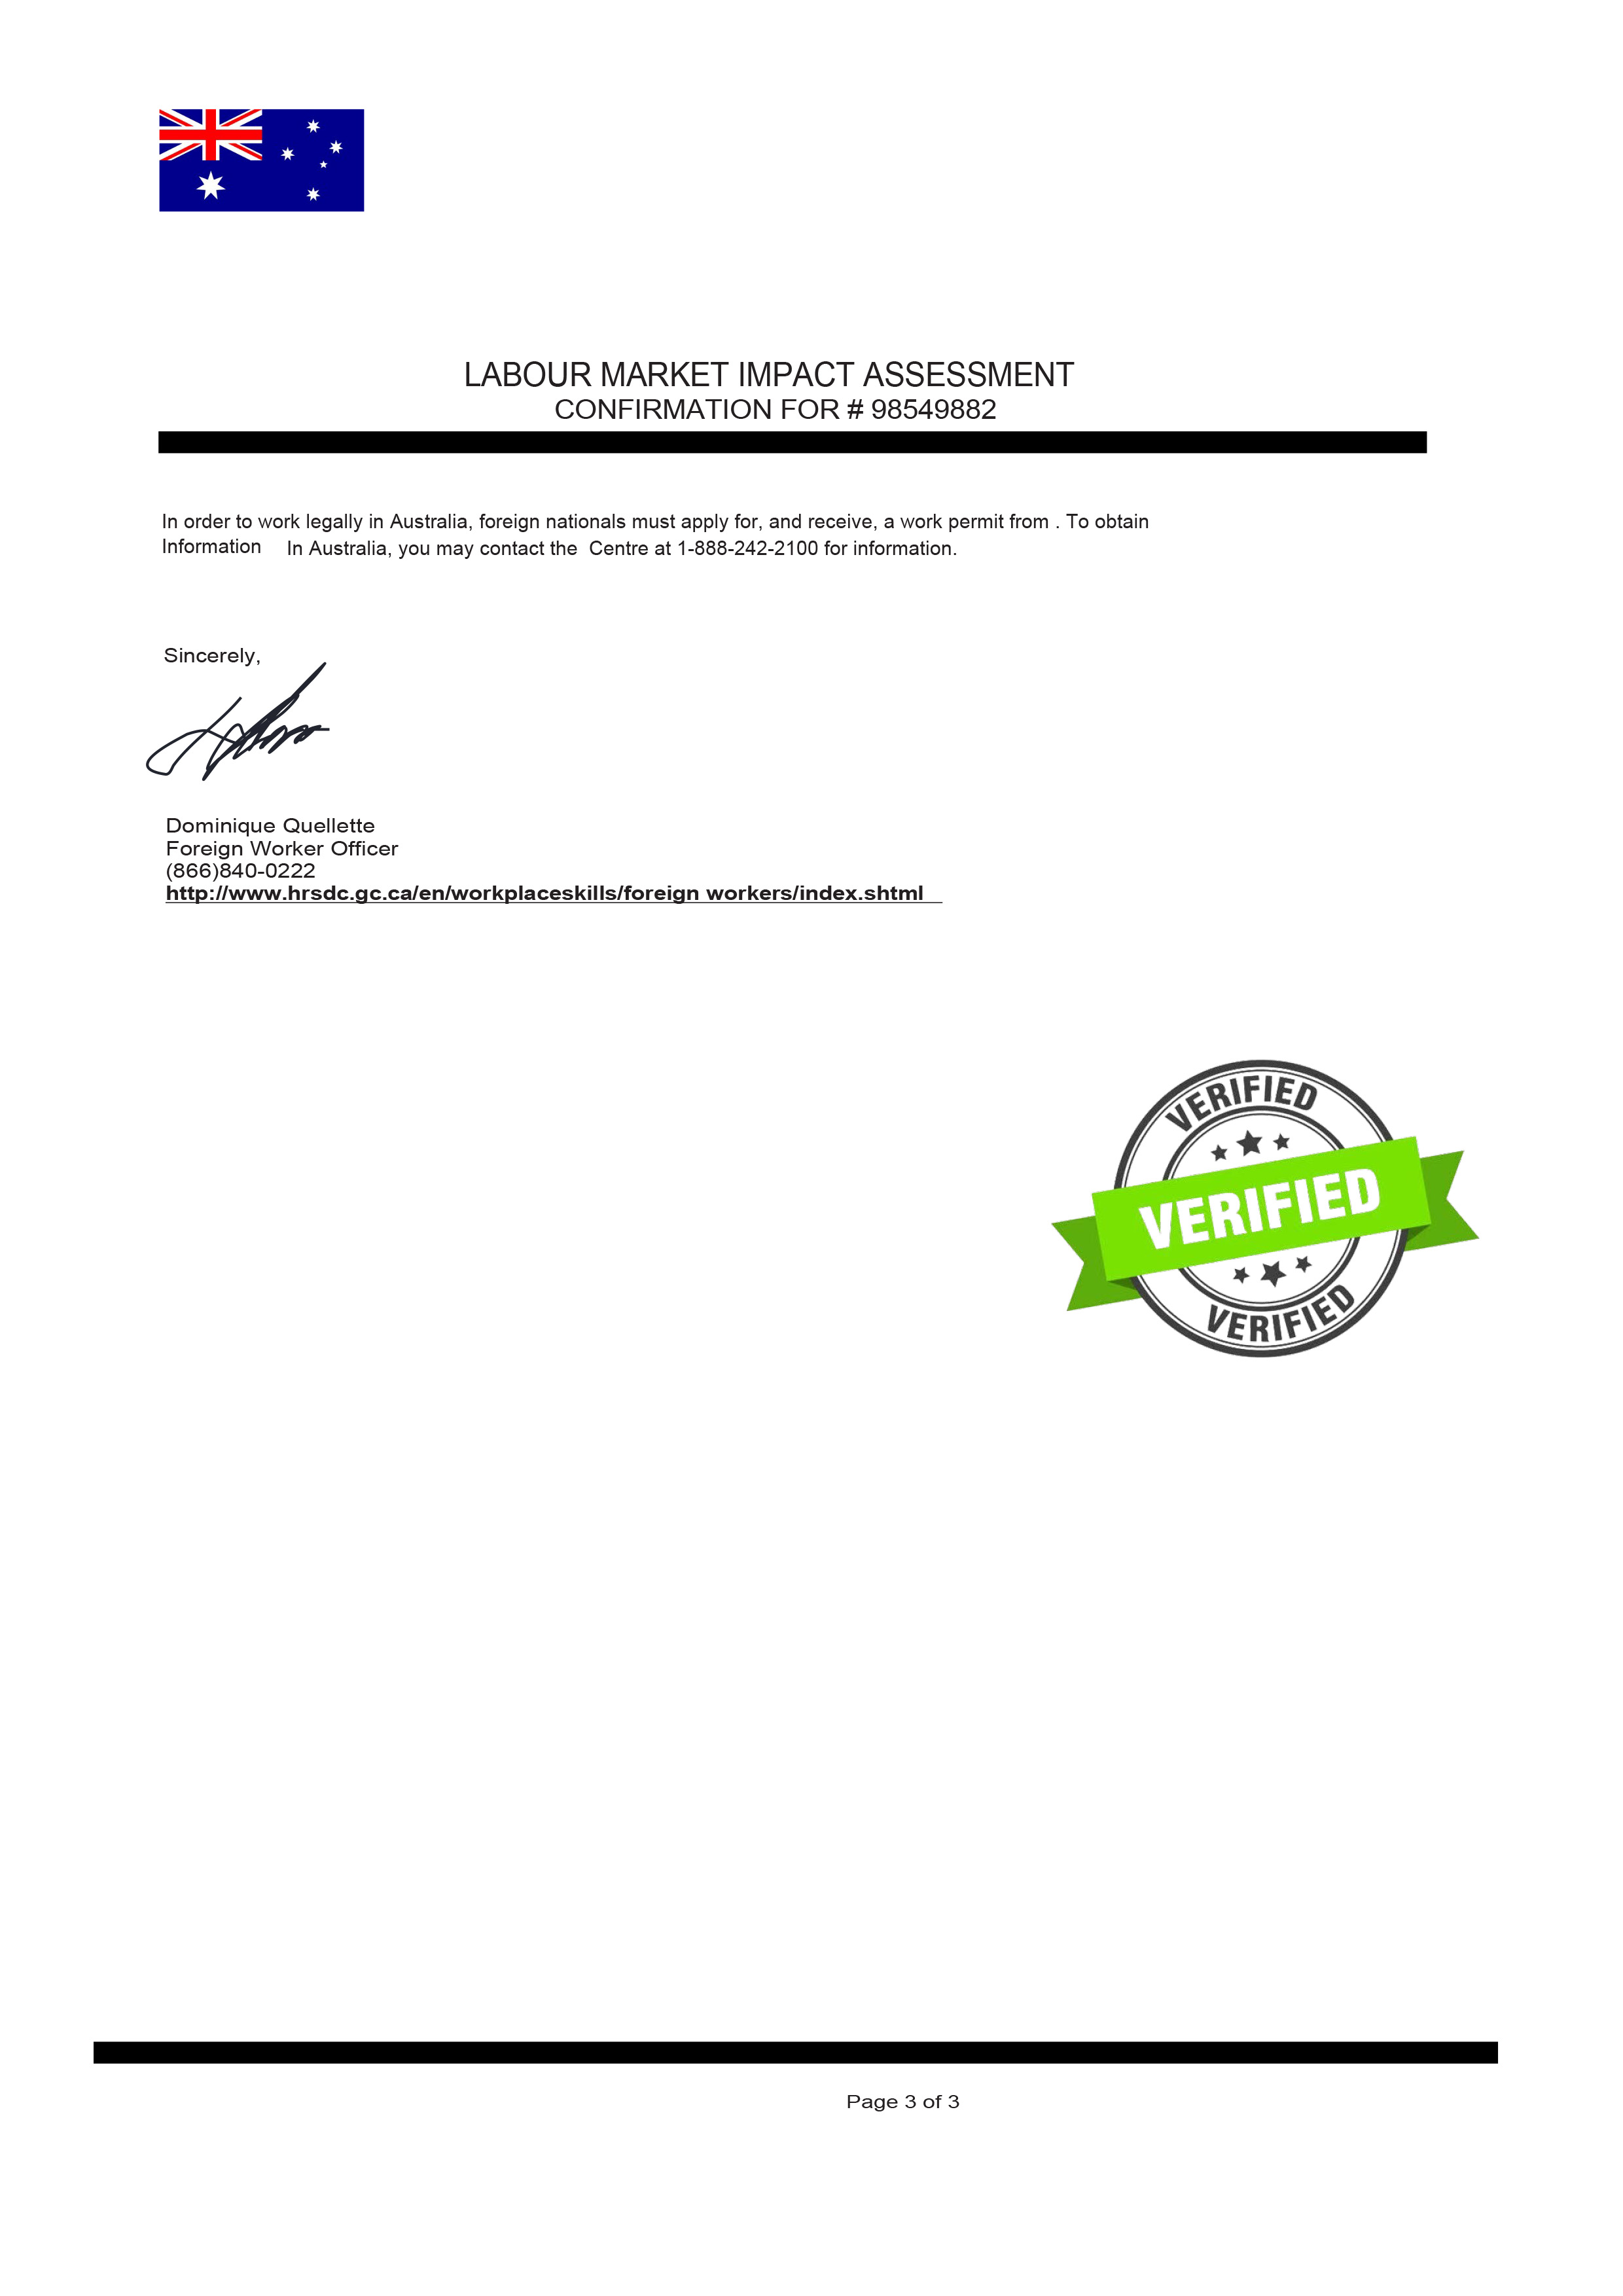 LABOUR MARKET IMPACT ASSESSMENT
CONFIRMATION FOR # 98549882
In order to work legally in Australia, foreign nationals must apply for, and receive, a work permit from . To obtain
Information In Australia, you may contact the Centre at 1-888-242-2100 for information.
Sincerely,
Dominique Quellette
Foreign Worker Officer
(866)840-0222
http://www.hrsdc.gc.ca/en/workplaceskills/foreign workers/index.shtml
VERIFIED
VERIFIED
VERIFIED
Page 3 of 3